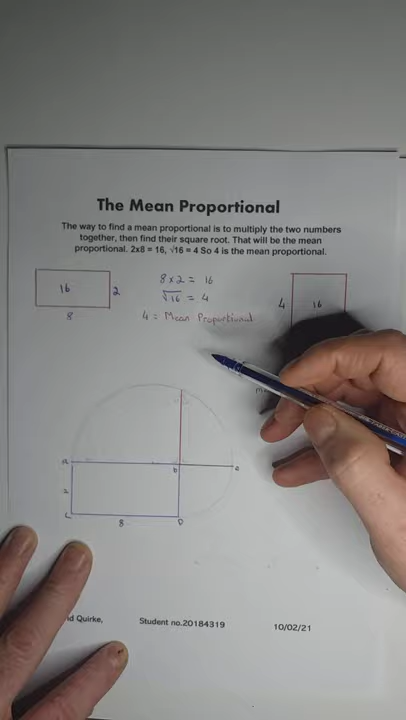 The Mean Proportional
The way to find a mean proportional is to multiply the two numbers
together, then find their square root. That will be the mean
proportional. 2x8 = 16, √16 = 4 So 4 is the mean proportional.
16
2
8
8 x 2 = 16
√16 = 4
4 = Mean Proportional
4
16
a
b
e
2
C
8
D
Quirke,
Student no.20184319
10/02/21